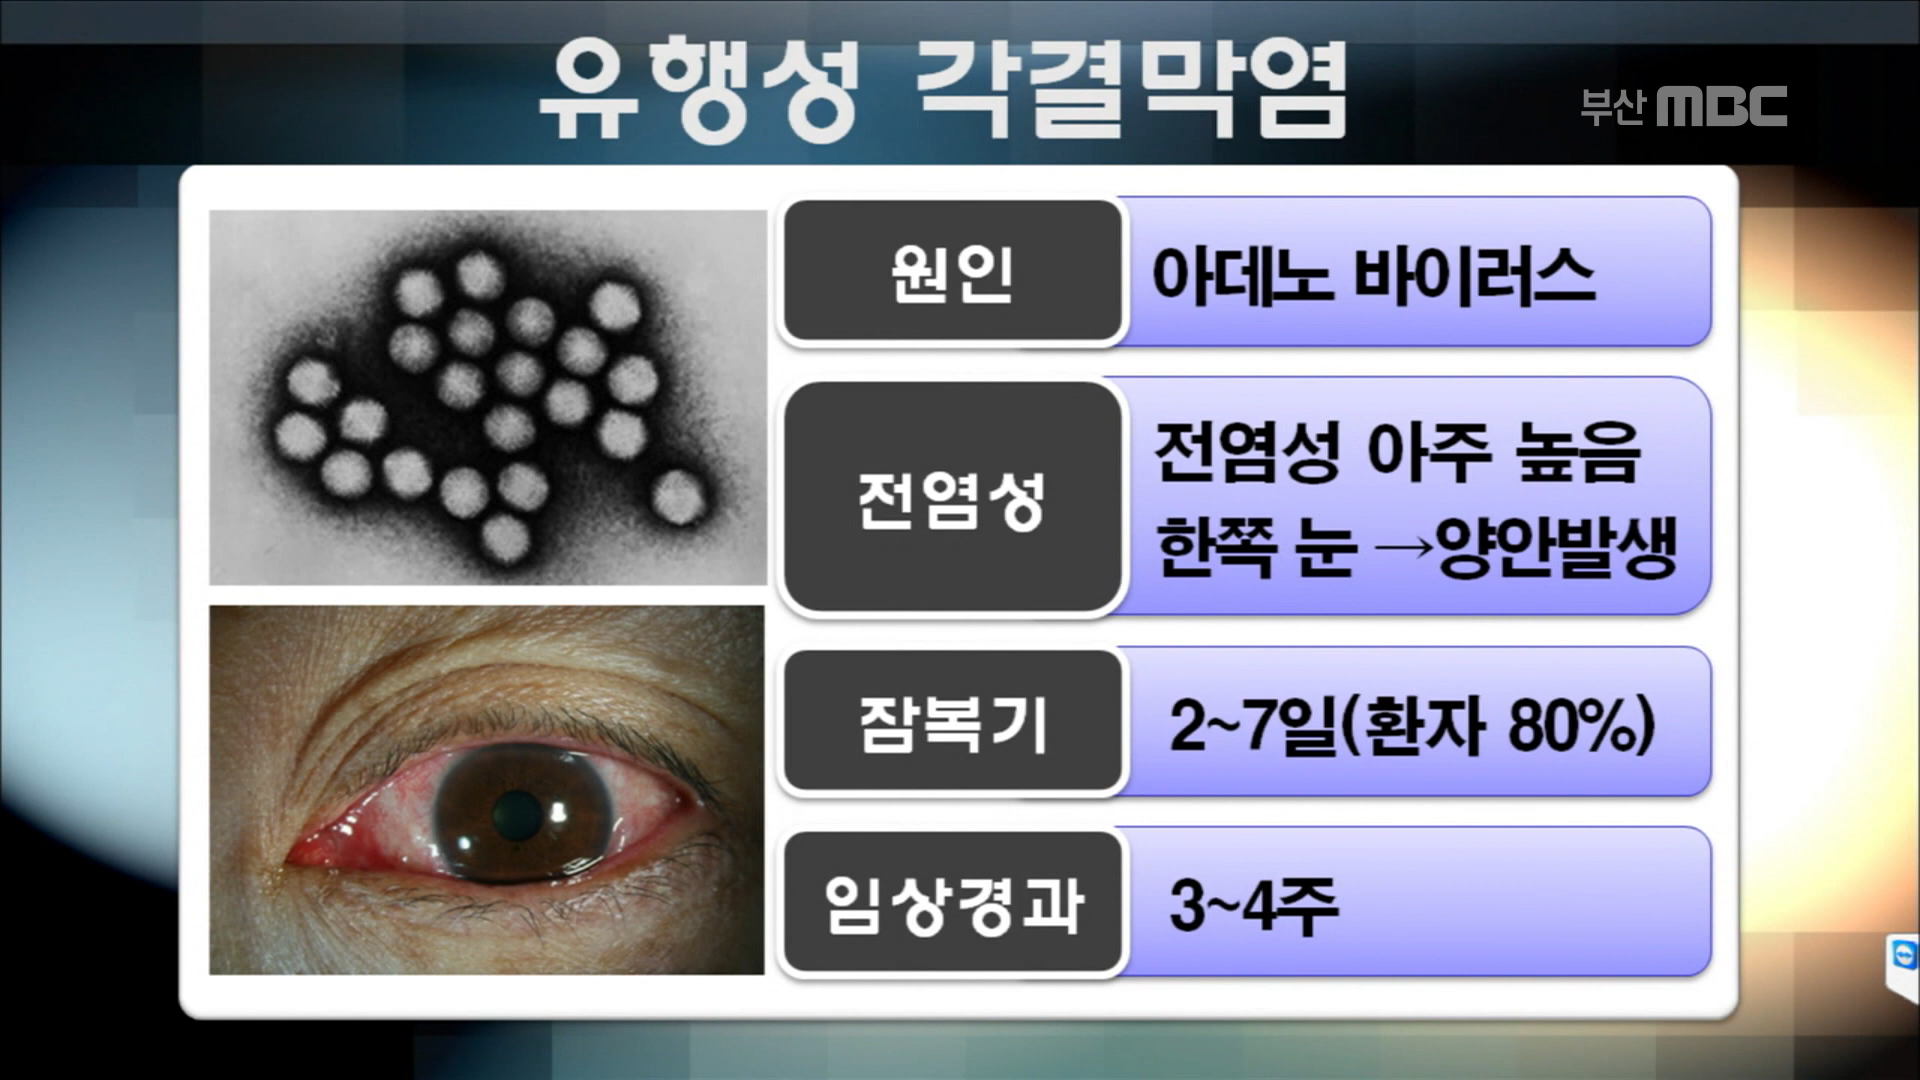 유행성 각결막염
부산 MBC
원인
아데노 바이러스
전염성
전염성 아주 높음
한쪽 눈 →양안발생
잠복기
2~7일(환자 80%)
임상경과
3~4주